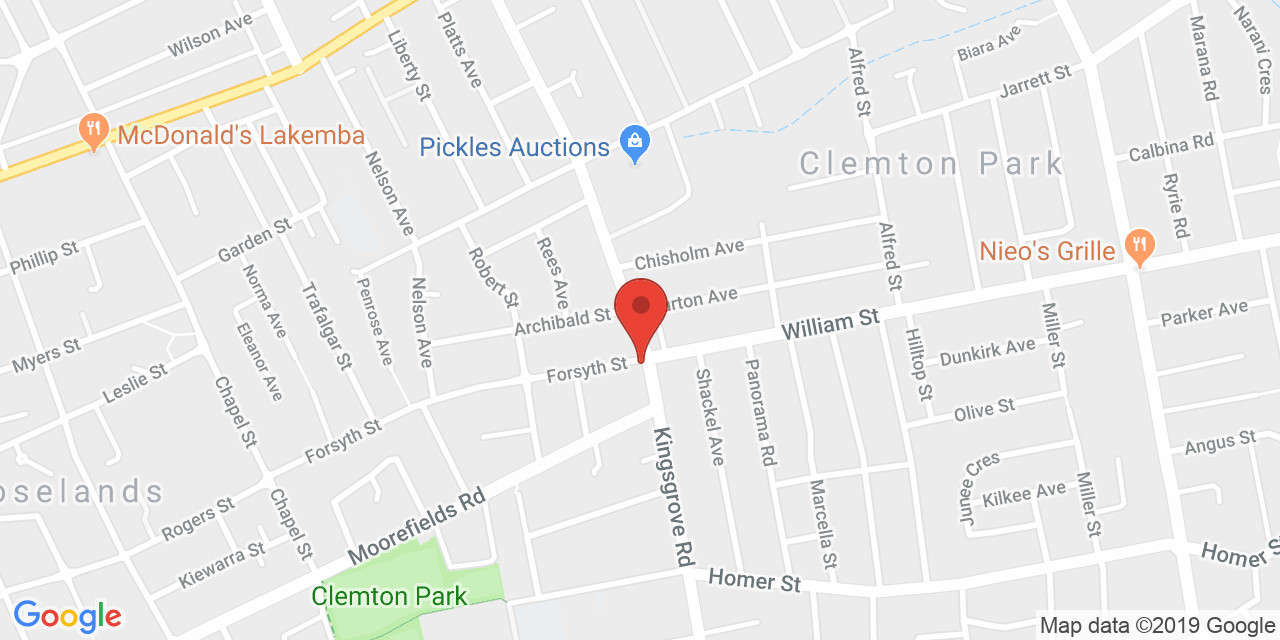 Wilson Ave
Liberty St
Platts Ave
Alfred St
Biara Ave
Jarrett St
Marana Rd
Narani Cres
McDonald's Lakemba
Pickles Auctions
Clemton Park
Calbina Rd
Ryrie Rd
Nelson Ave
Phillip St
Garden St
Norma Ave
Trafalgar St
Penrose Ave
Nelson Ave
Robert St
Rees Ave
Chisholm Ave
Alfred St
Nieo's Grille
Archibald St
arton Ave
William St
Parker Ave
Myers St
Leslie St
Eleanor Ave
Chapel St
Forsyth St
Shackel Ave
Panorama Rd
Hilltop St
Dunkirk Ave
Miller St
Olive St
Forsyth St
Kingsgrove Rd
Angus St
oselands
Rogers St
Chapel St
Moorefields Rd
Marcella St
Junee Cres
Kilkee Ave
Miller St
Kiewarra St
Homer St
Homer St
Clemton Park
Google
Map data ©2019 Google